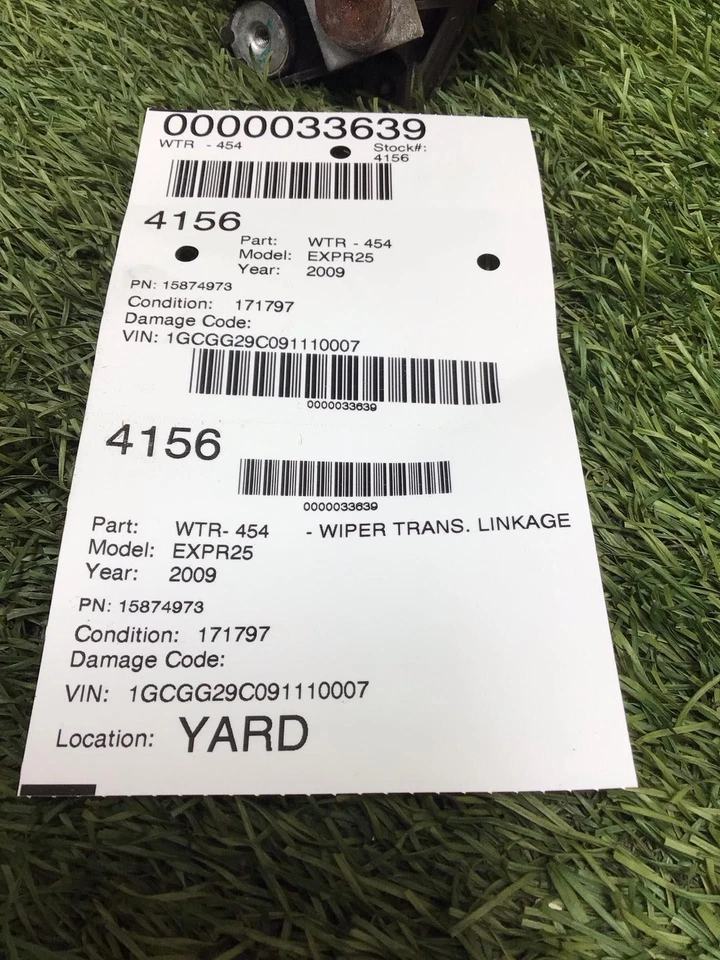 0000033639
WTR - 454
Stock#:
4156
4156
Part: WTR - 454
Model: EXPR25
Year: 2009
PN: 15874973
Condition: 171797
Damage Code:
VIN: 1GCGG29C091110007
0000033639
4156
0000033639
Part: WTR- 454 - WIPER TRANS. LINKAGE
Model: EXPR25
Year: 2009
PN: 15874973
Condition: 171797
Damage Code:
VIN: 1GCGG29C091110007
Location: YARD